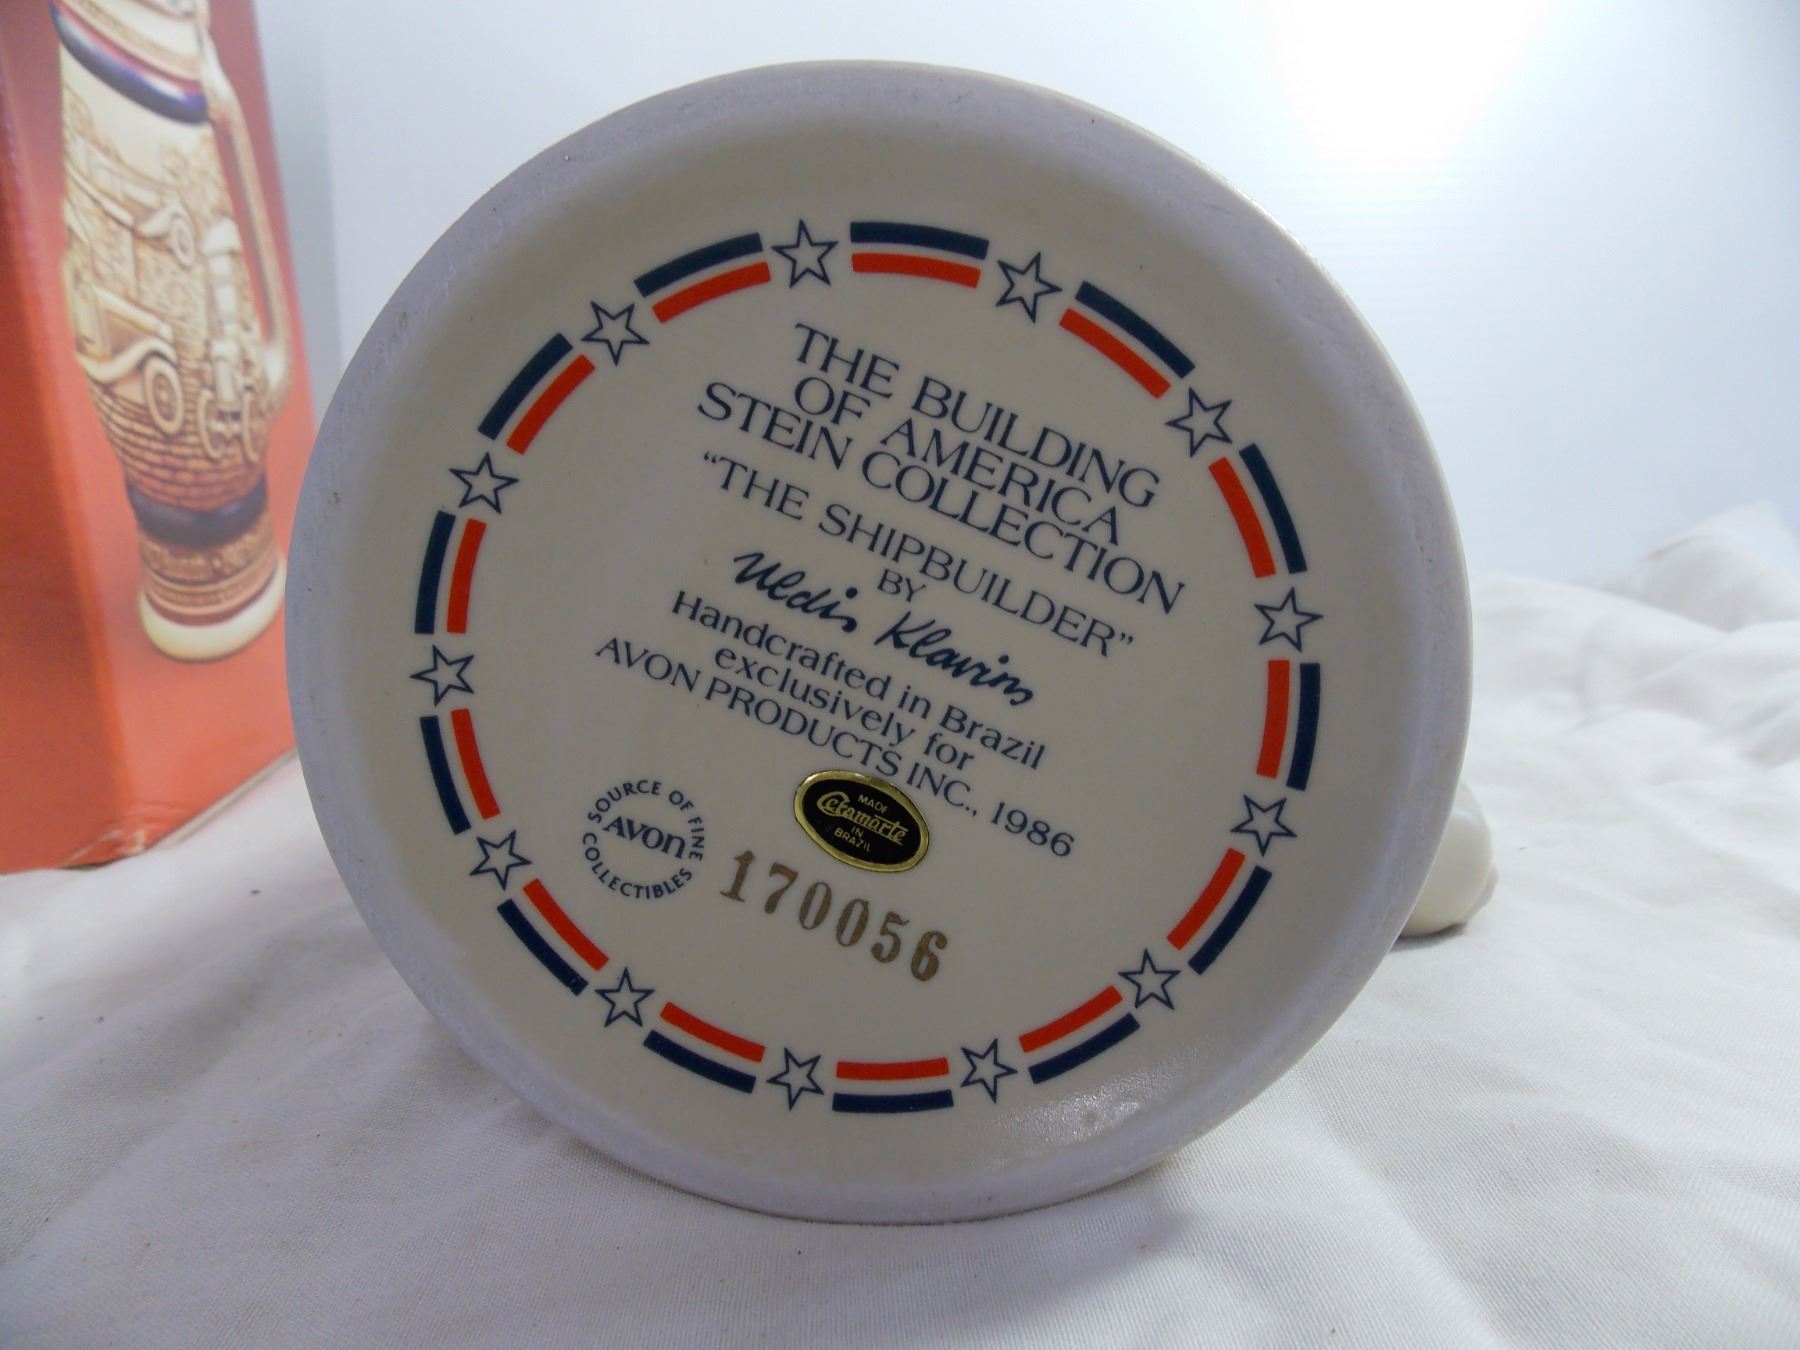 THE BUILDING
OF AMERICA
STEIN COLLECTION
“THE SHIPBUILDER”
BY
Uldis Klavins
Handcrafted in Brazil
exclusively for
AVON PRODUCTS INC., 1986
SOURCE OF FINE
AVON
COLLECTIBLES
MADE
Ceramarte
IN
BRAZIL
170056